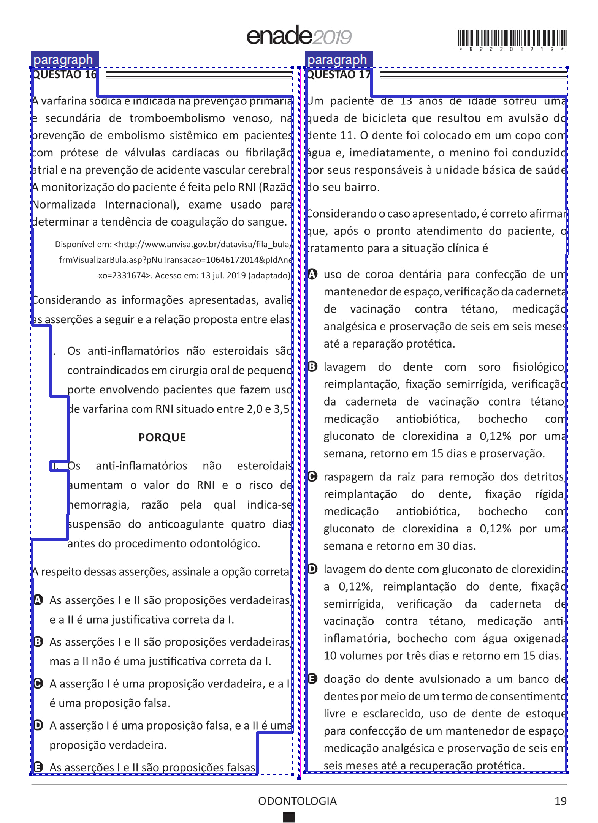 enade2019
paragraph
QUESTÃO 16
A varfarina sódica é indicada na prevenção primária
e secundária de tromboembolismo venoso, na
prevenção de embolismo sistêmico em pacientes
com prótese de válvulas cardíacas ou fibrilação
atrial e na prevenção de acidente vascular cerebral.
A monitorização do paciente é feita pelo RNI (Razão
Normalizada Internacional), exame usado para
determinar a tendência de coagulação do sangue.
Disponível em: <http://www.anvisa.gov.br/datavisa/fila_bula/
frmVisualizarBula.asp?pNuTransacao=10646172014&pIdAne
xo=2331674>. Acesso em: 13 jul. 2019 (adaptado).
Considerando as informações apresentadas, avalie
as asserções a seguir e a relação proposta entre elas.
I. Os anti-inflamatórios não esteroidais são
contraindicados em cirurgia oral de pequeno
porte envolvendo pacientes que fazem uso
de varfarina com RNI situado entre 2,0 e 3,5
PORQUE
II. Os anti-inflamatórios não esteroidais
aumentam o valor do RNI e o risco de
hemorragia, razão pela qual indica-se
suspensão do anticoagulante quatro dias
antes do procedimento odontológico.
A respeito dessas asserções, assinale a opção correta.
A As asserções I e II são proposições verdadeiras,
e a II é uma justificativa correta da I.
B As asserções I e II são proposições verdadeiras,
mas a II não é uma justificativa correta da I.
C A asserção I é uma proposição verdadeira, e a II
é uma proposição falsa.
D A asserção I é uma proposição falsa, e a II é uma
proposição verdadeira.
E As asserções I e II são proposições falsas.
paragraph
QUESTÃO 17
Um paciente de 13 anos de idade sofreu uma
queda de bicicleta que resultou em avulsão do
dente 11. O dente foi colocado em um copo com
água e, imediatamente, o menino foi conduzido
por seus responsáveis à unidade básica de saúde
do seu bairro.
Considerando o caso apresentado, é correto afirmar
que, após o pronto atendimento do paciente, o
tratamento para a situação clínica é
A uso de coroa dentária para confecção de um
mantenedor de espaço, verificação da caderneta
de vacinação contra tétano, medicação
analgésica e proservação de seis em seis meses
até a reparação protética.
B lavagem do dente com soro fisiológico,
reimplantação, fixação semirrígida, verificação
da caderneta de vacinação contra tétano,
medicação antibiótica, bochecho com
gluconato de clorexidina a 0,12% por uma
semana, retorno em 15 dias e proservação.
C raspagem da raiz para remoção dos detritos,
reimplantação do dente, fixação rígida,
medicação antibiótica, bochecho com
gluconato de clorexidina a 0,12% por uma
semana e retorno em 30 dias.
D lavagem do dente com gluconato de clorexidina
a 0,12%, reimplantação do dente, fixação
semirrígida, verificação da caderneta de
vacinação contra tétano, medicação anti-
inflamatória, bochecho com água oxigenada
10 volumes por três dias e retorno em 15 dias.
E doação do dente avulsionado a um banco de
dentes por meio de um termo de consentimento
livre e esclarecido, uso de dente de estoque
para confeccção de um mantenedor de espaço,
medicação analgésica e proservação de seis em
seis meses até a recuperação protética.
ODONTOLOGIA
19